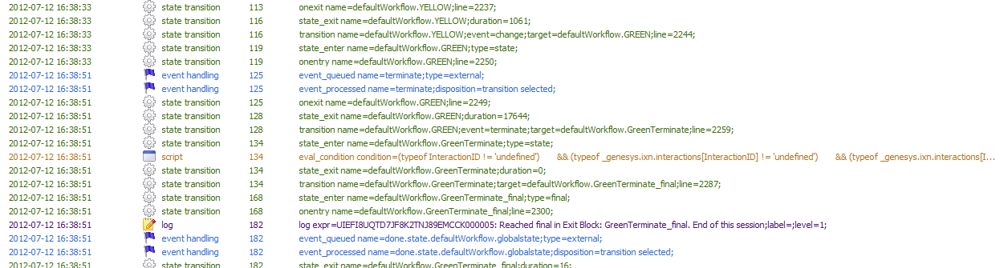 2012-07-12 16:38:33 state transition 113 onexit name=defaultWorkflow.YELLOW;line=2237;
2012-07-12 16:38:33 state transition 116 state_exit name=defaultWorkflow.YELLOW;duration=1061;
2012-07-12 16:38:33 state transition 116 transition name=defaultWorkflow.YELLOW;event=change;target=defaultWorkflow.GREEN;line=2244;
2012-07-12 16:38:33 state transition 119 state_enter name=defaultWorkflow.GREEN;type=state;
2012-07-12 16:38:33 state transition 119 onentry name=defaultWorkflow.GREEN;line=2250;
2012-07-12 16:38:51 event handling 125 event_queued name=terminate;type=external;
2012-07-12 16:38:51 event handling 125 event_processed name=terminate;disposition=transition selected;
2012-07-12 16:38:51 state transition 125 onexit name=defaultWorkflow.GREEN;line=2249;
2012-07-12 16:38:51 state transition 128 state_exit name=defaultWorkflow.GREEN;duration=17644;
2012-07-12 16:38:51 state transition 128 transition name=defaultWorkflow.GREEN;event=terminate;target=defaultWorkflow.GreenTerminate;line=2259;
2012-07-12 16:38:51 state transition 134 state_enter name=defaultWorkflow.GreenTerminate;type=state;
2012-07-12 16:38:51 script 134 eval_condition condition=(typeof InteractionID != 'undefined') && (typeof _genesys.ixn.interactions[InteractionID] != 'undefined') && (typeof _genesys.ixn.interactions[I...
2012-07-12 16:38:51 state transition 134 state_exit name=defaultWorkflow.GreenTerminate;duration=0;
2012-07-12 16:38:51 state transition 134 transition name=defaultWorkflow.GreenTerminate;target=defaultWorkflow.GreenTerminate_final;line=2287;
2012-07-12 16:38:51 state transition 168 state_enter name=defaultWorkflow.GreenTerminate_final;type=final;
2012-07-12 16:38:51 state transition 168 onentry name=defaultWorkflow.GreenTerminate_final;line=2300;
2012-07-12 16:38:51 log 182 log expr=UIEFI8UQTD7JF8K2TNJ89EMCCK000005: Reached final in Exit Block: GreenTerminate_final. End of this session;label=;level=1;
2012-07-12 16:38:51 event handling 182 event_queued name=done.state.defaultWorkflow.globalstate;type=external;
2012-07-12 16:38:51 event handling 182 event_processed name=done.state.defaultWorkflow.globalstate;disposition=transition selected;
2012-07-12 16:38:51 state transition 182 state_exit name=defaultWorkflow.GreenTerminate_final;duration=16;